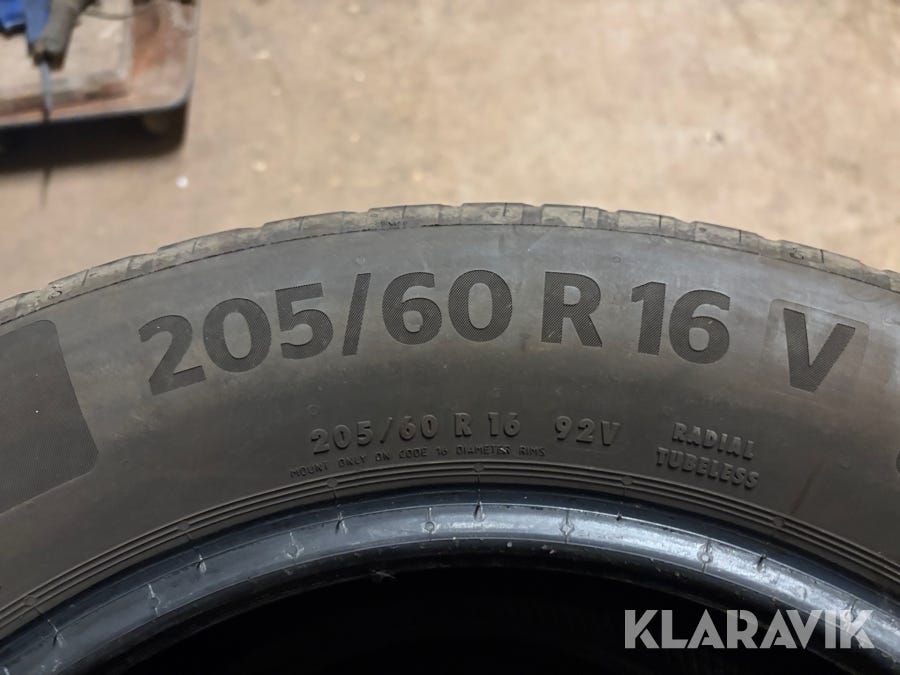 205/60 R 16 V
205/60 R 16 92V
MOUNT ONLY ON CODE 16 DIAMETER RIMS
RADIAL
TUBELESS
KLARAVIK